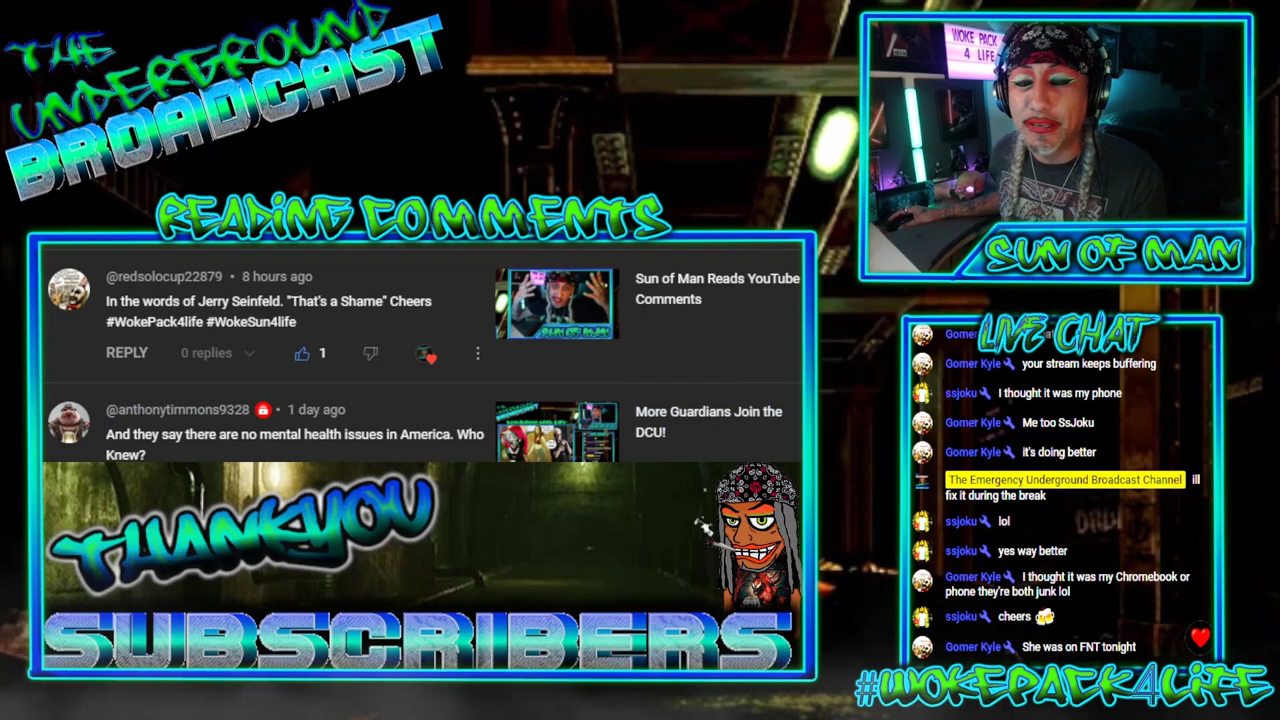 THE
UNDERGROUND
BROADCAST
READING COMMENTS
@redsolocup22879 • 8 hours ago
In the words of Jerry Seinfeld. "That's a Shame" Cheers
#WokePack4life #WokeSun4life
REPLY 0 replies 1
Sun of Man Reads YouTube
Comments
@anthonytimmons9328 • 1 day ago
And they say there are no mental health issues in America. Who
Knew?
More Guardians Join the
DCU!
THANKYOU
SUBSCRIBERS
WOKE PACK
4 LIFE
SUN OF MAN
LIVE CHAT
Gomer Kyle your stream keeps buffering
ssjoku I thought it was my phone
Gomer Kyle Me too SsJoku
Gomer Kyle it's doing better
The Emergency Underground Broadcast Channel ill
fix it during the break
ssjoku lol
ssjoku yes way better
Gomer Kyle I thought it was my Chromebook or
phone they're both junk lol
ssjoku cheers
Gomer Kyle She was on FNT tonight
#WOKEPACK4LIFE